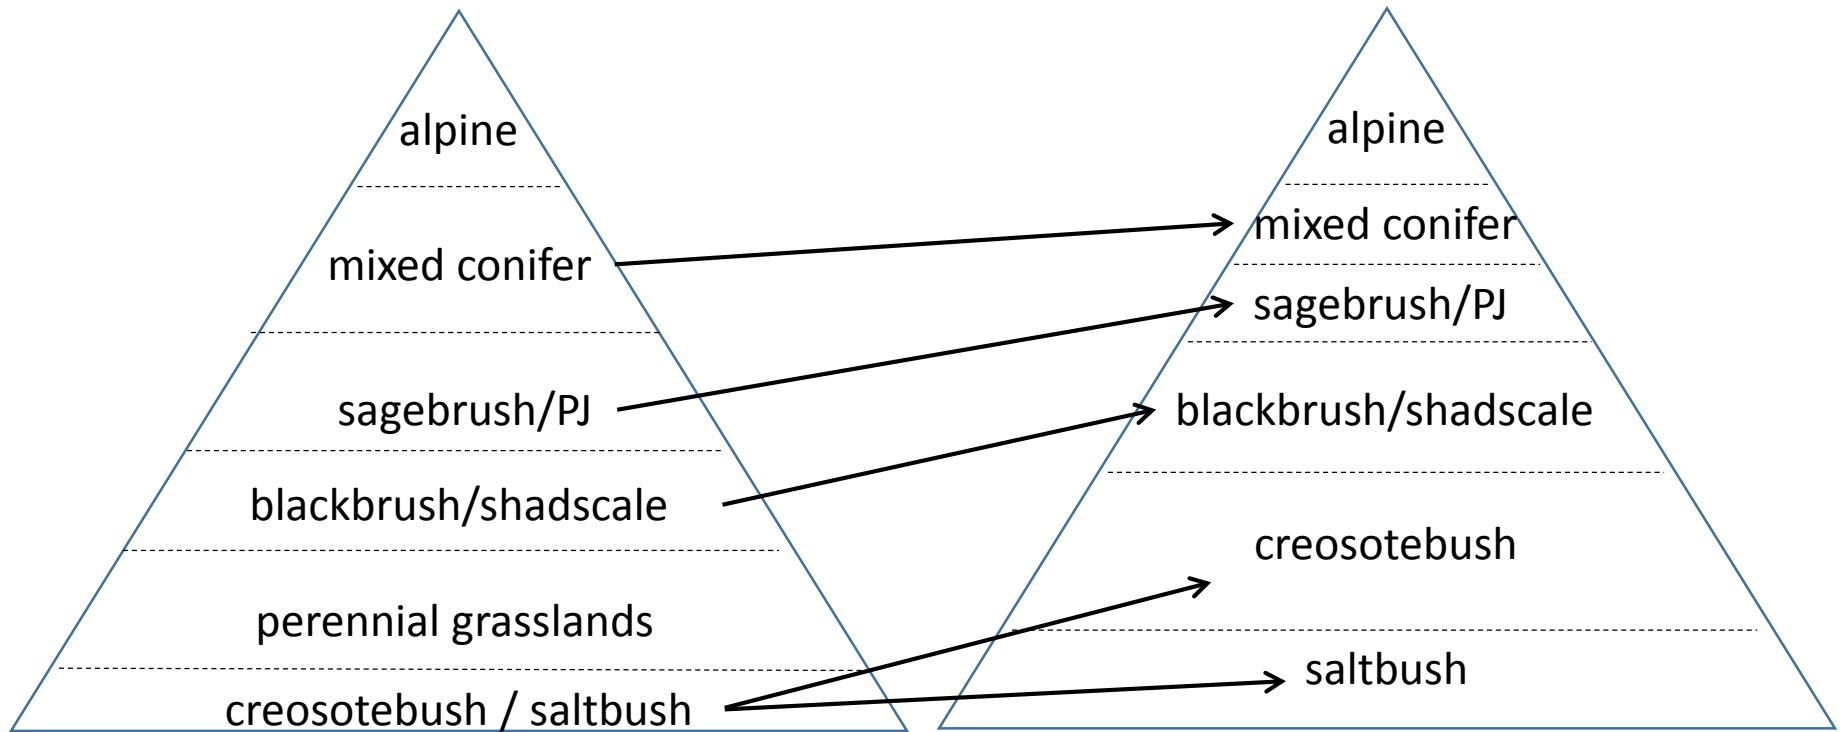 alpine
mixed conifer
sagebrush/PJ
blackbrush/shadscale
perennial grasslands
creosotebush / saltbush
alpine
mixed conifer
sagebrush/PJ
blackbrush/shadscale
creosotebush
saltbush